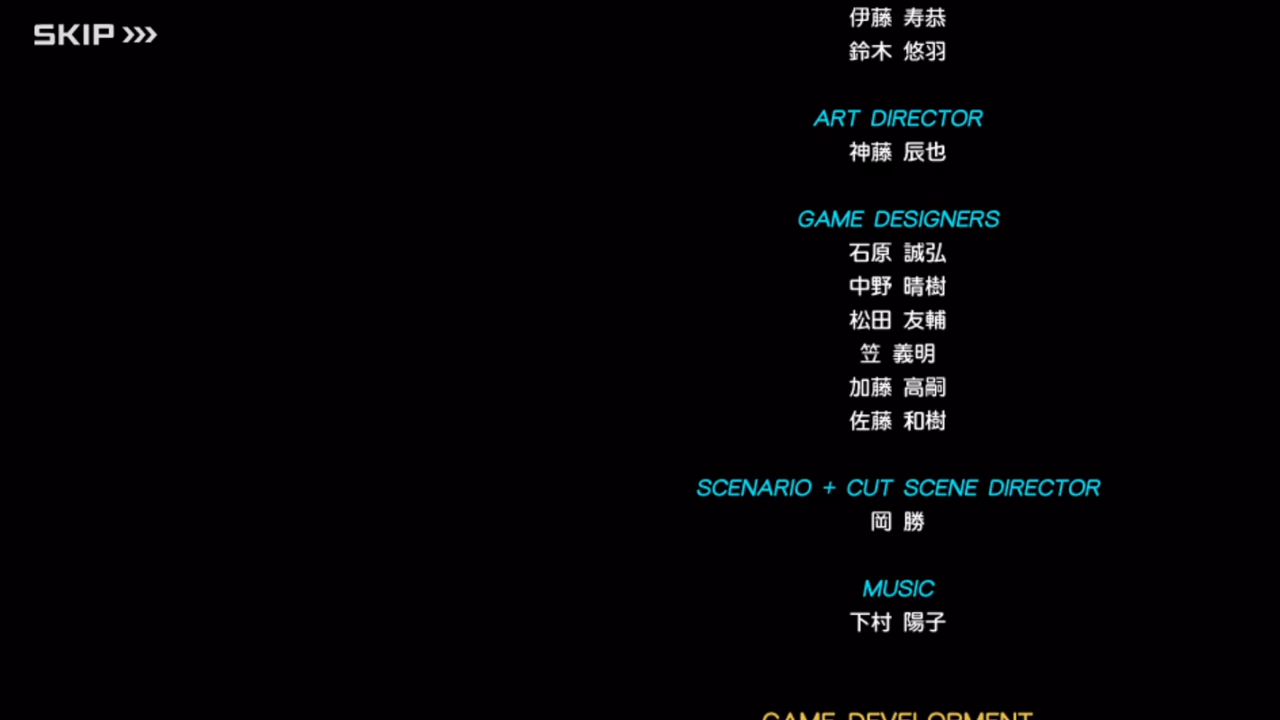 SKIP >>>
伊藤 寿恭
鈴木 悠羽
ART DIRECTOR
神藤 辰也
GAME DESIGNERS
石原 誠弘
中野 晴樹
松田 友輔
笠 義明
加藤 高嗣
佐藤 和樹
SCENARIO + CUT SCENE DIRECTOR
岡 勝
MUSIC
下村 陽子
GAME DEVELOPMENT